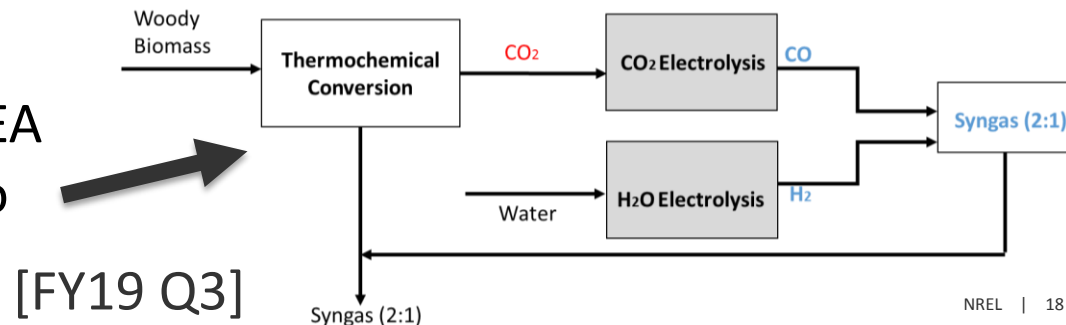 Woody
Biomass
Thermochemical
Conversion
CO₂
CO₂ Electrolysis
CO
Syngas (2:1)
EA
Water
H₂O Electrolysis
H₂
[FY19 Q3]
Syngas (2:1)
NREL | 18